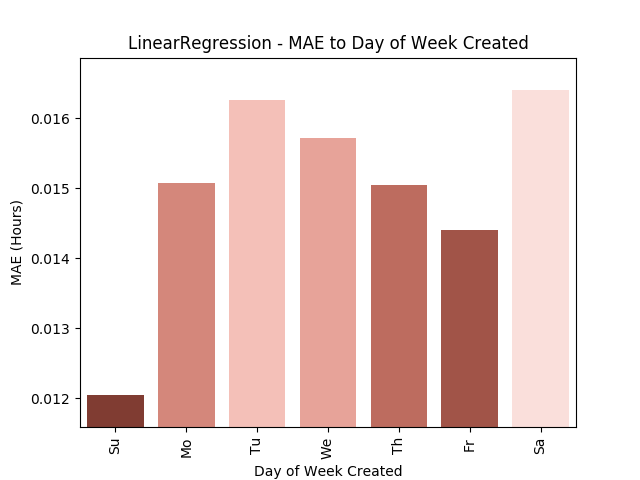 LinearRegression - MAE to Day of Week Created
MAE (Hours)
0.016
0.015
0.014
0.013
0.012
Su
Mo
Tu
We
Th
Fr
Sa
Day of Week Created